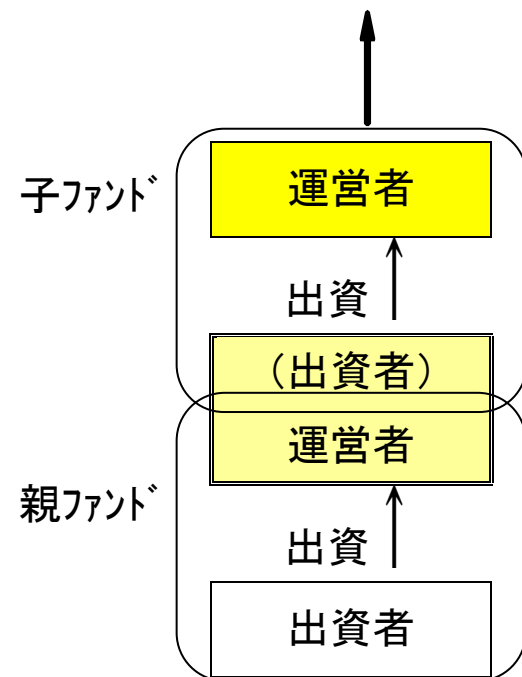 子ファンド
運営者
出資
（出資者）
運営者
親ファンド
出資
出資者